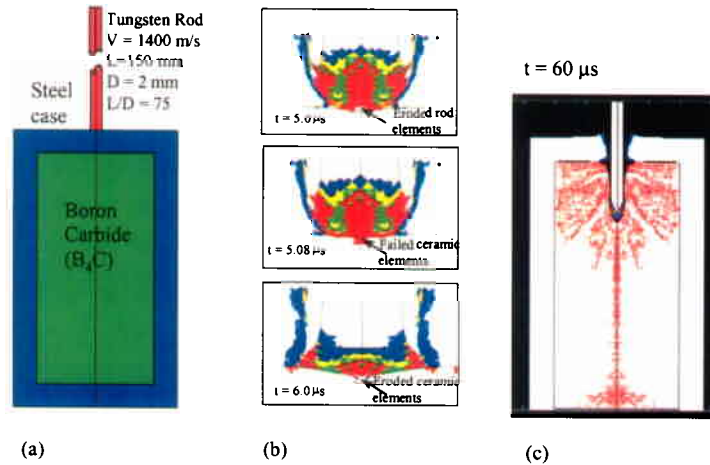 Tungsten Rod
V = 1400 m/s
L=150 mm
D = 2 mm
L/D = 75
Steel
case
Boron
Carbide
(B₄C)
(a)
t = 5.0 µs
Eroded rod
elements
t = 5.08 µs
Failed ceramic
elements
t = 6.0 µs
Eroded ceramic
elements
(b)
t = 60 µs
(c)